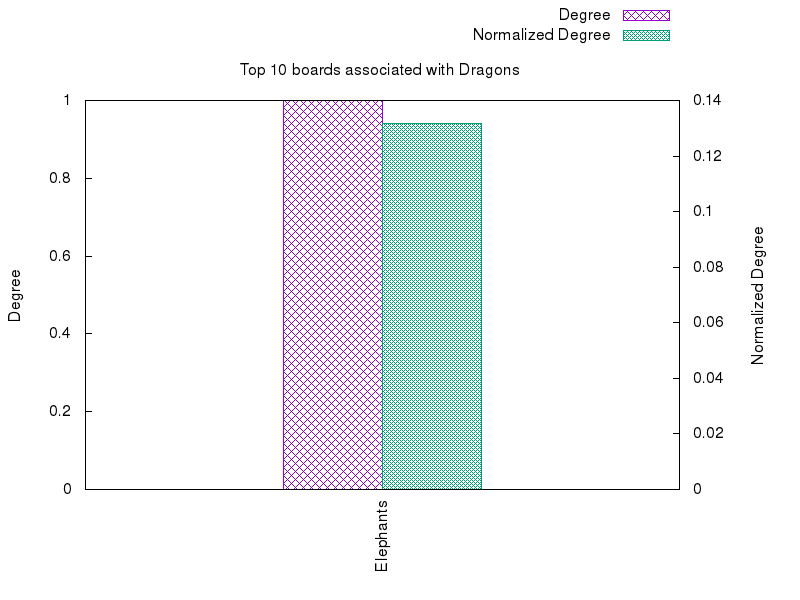 Degree
Normalized Degree
Top 10 boards associated with Dragons
1
0.8
0.6
0.4
0.2
0
Degree
0.14
0.12
0.1
0.08
0.06
0.04
0.02
0
Normalized Degree
Elephants